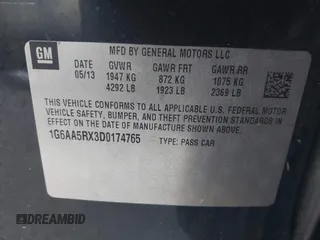 GM
MFD BY GENERAL MOTORS LLC
DATE GVWR GAWR FRT GAWR RR
05/13 1947 KG 872 KG 1075 KG
4292 LB 1923 LB 2369 LB
THIS VEHICLE CONFORMS TO ALL APPLICABLE U.S. FEDERAL MOTOR
VEHICLE SAFETY, BUMPER, AND THEFT PREVENTION STANDARDS
IN EFFECT ON THE DATE OF MANUFACTURE SHOWN ABOVE.
1G6AA5RX3D0174765 TYPE: PASS CAR
DREAMBID